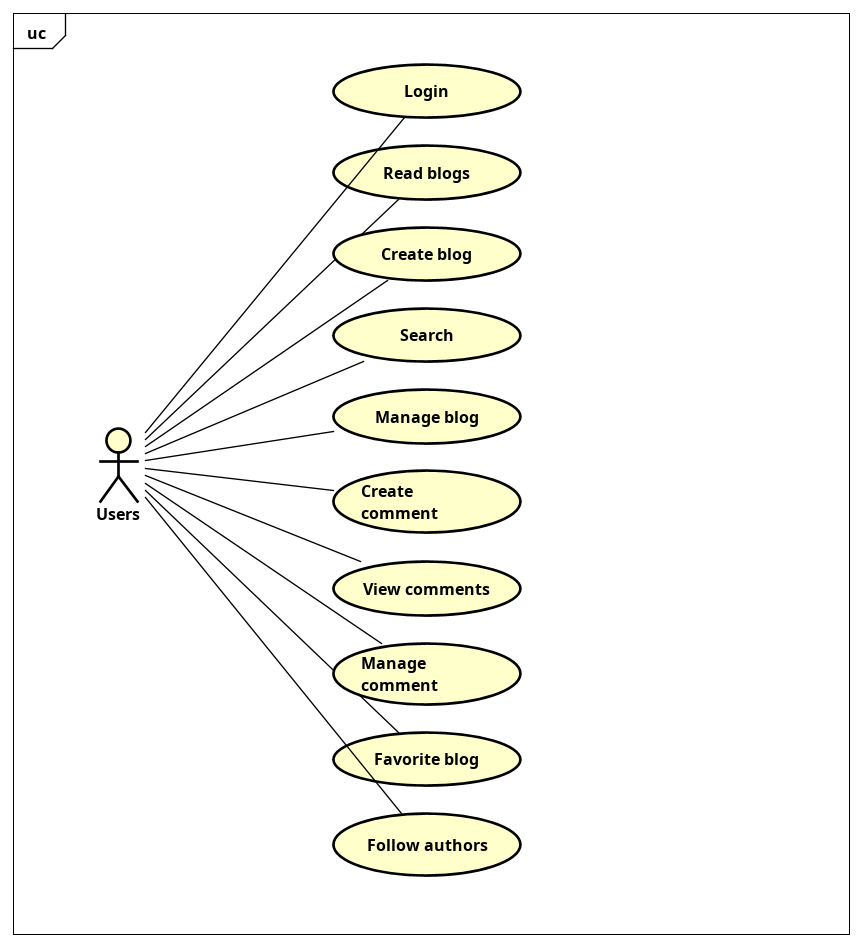 uc
Login
Read blogs
Create blog
Search
Manage blog
Create
comment
Users
View comments
Manage
comment
Favorite blog
Follow authors